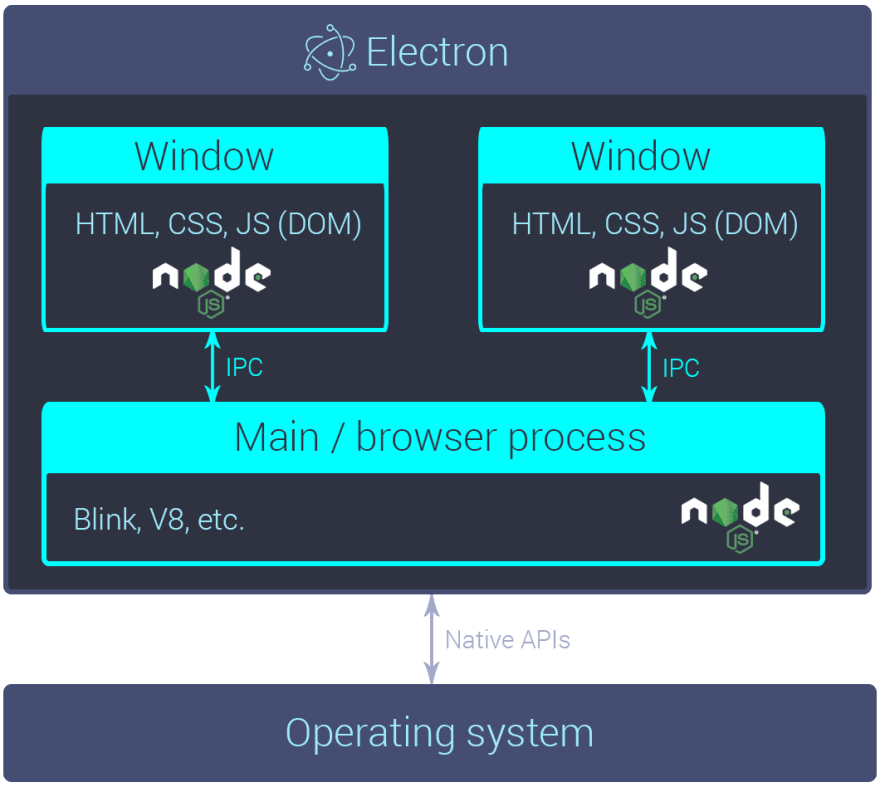 Electron
Window
Window
HTML, CSS, JS (DOM)
HTML, CSS, JS (DOM)
node
JS
node
JS
IPC
IPC
Main / browser process
Blink, V8, etc.
node
JS
Native APIs
Operating system